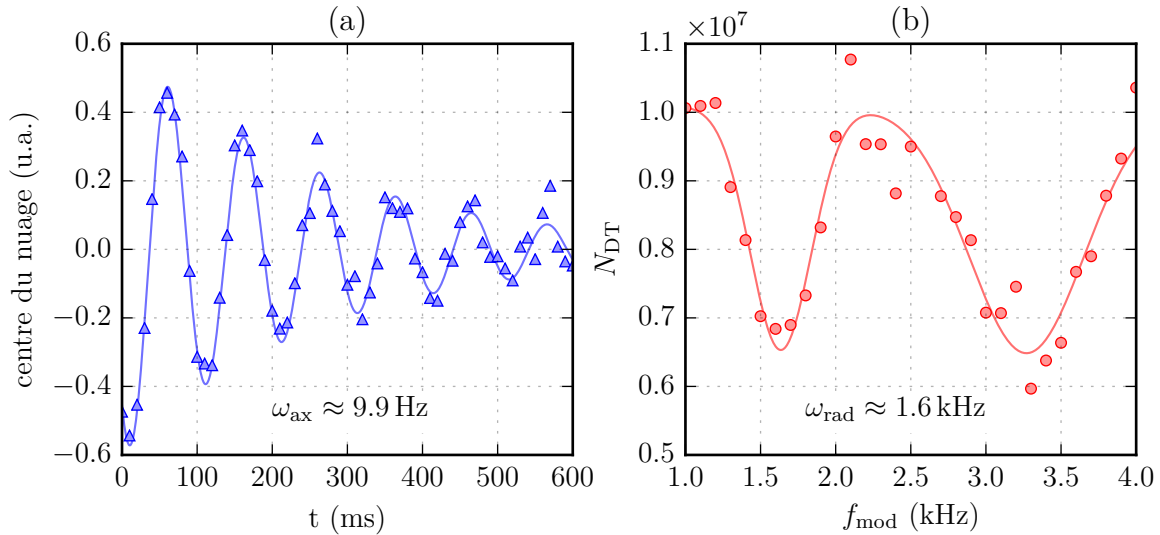 (a)
centre du nuage (u.a.)
0.6
0.4
0.2
0.0
−0.2
−0.4
−0.6
ω_ax ≈ 9.9 Hz
0 100 200 300 400 500 600
t (ms)
(b)
×10^7
N_DT
1.1
1.0
0.9
0.8
0.7
0.6
0.5
ω_rad ≈ 1.6 kHz
1.0 1.5 2.0 2.5 3.0 3.5 4.0
f_mod (kHz)